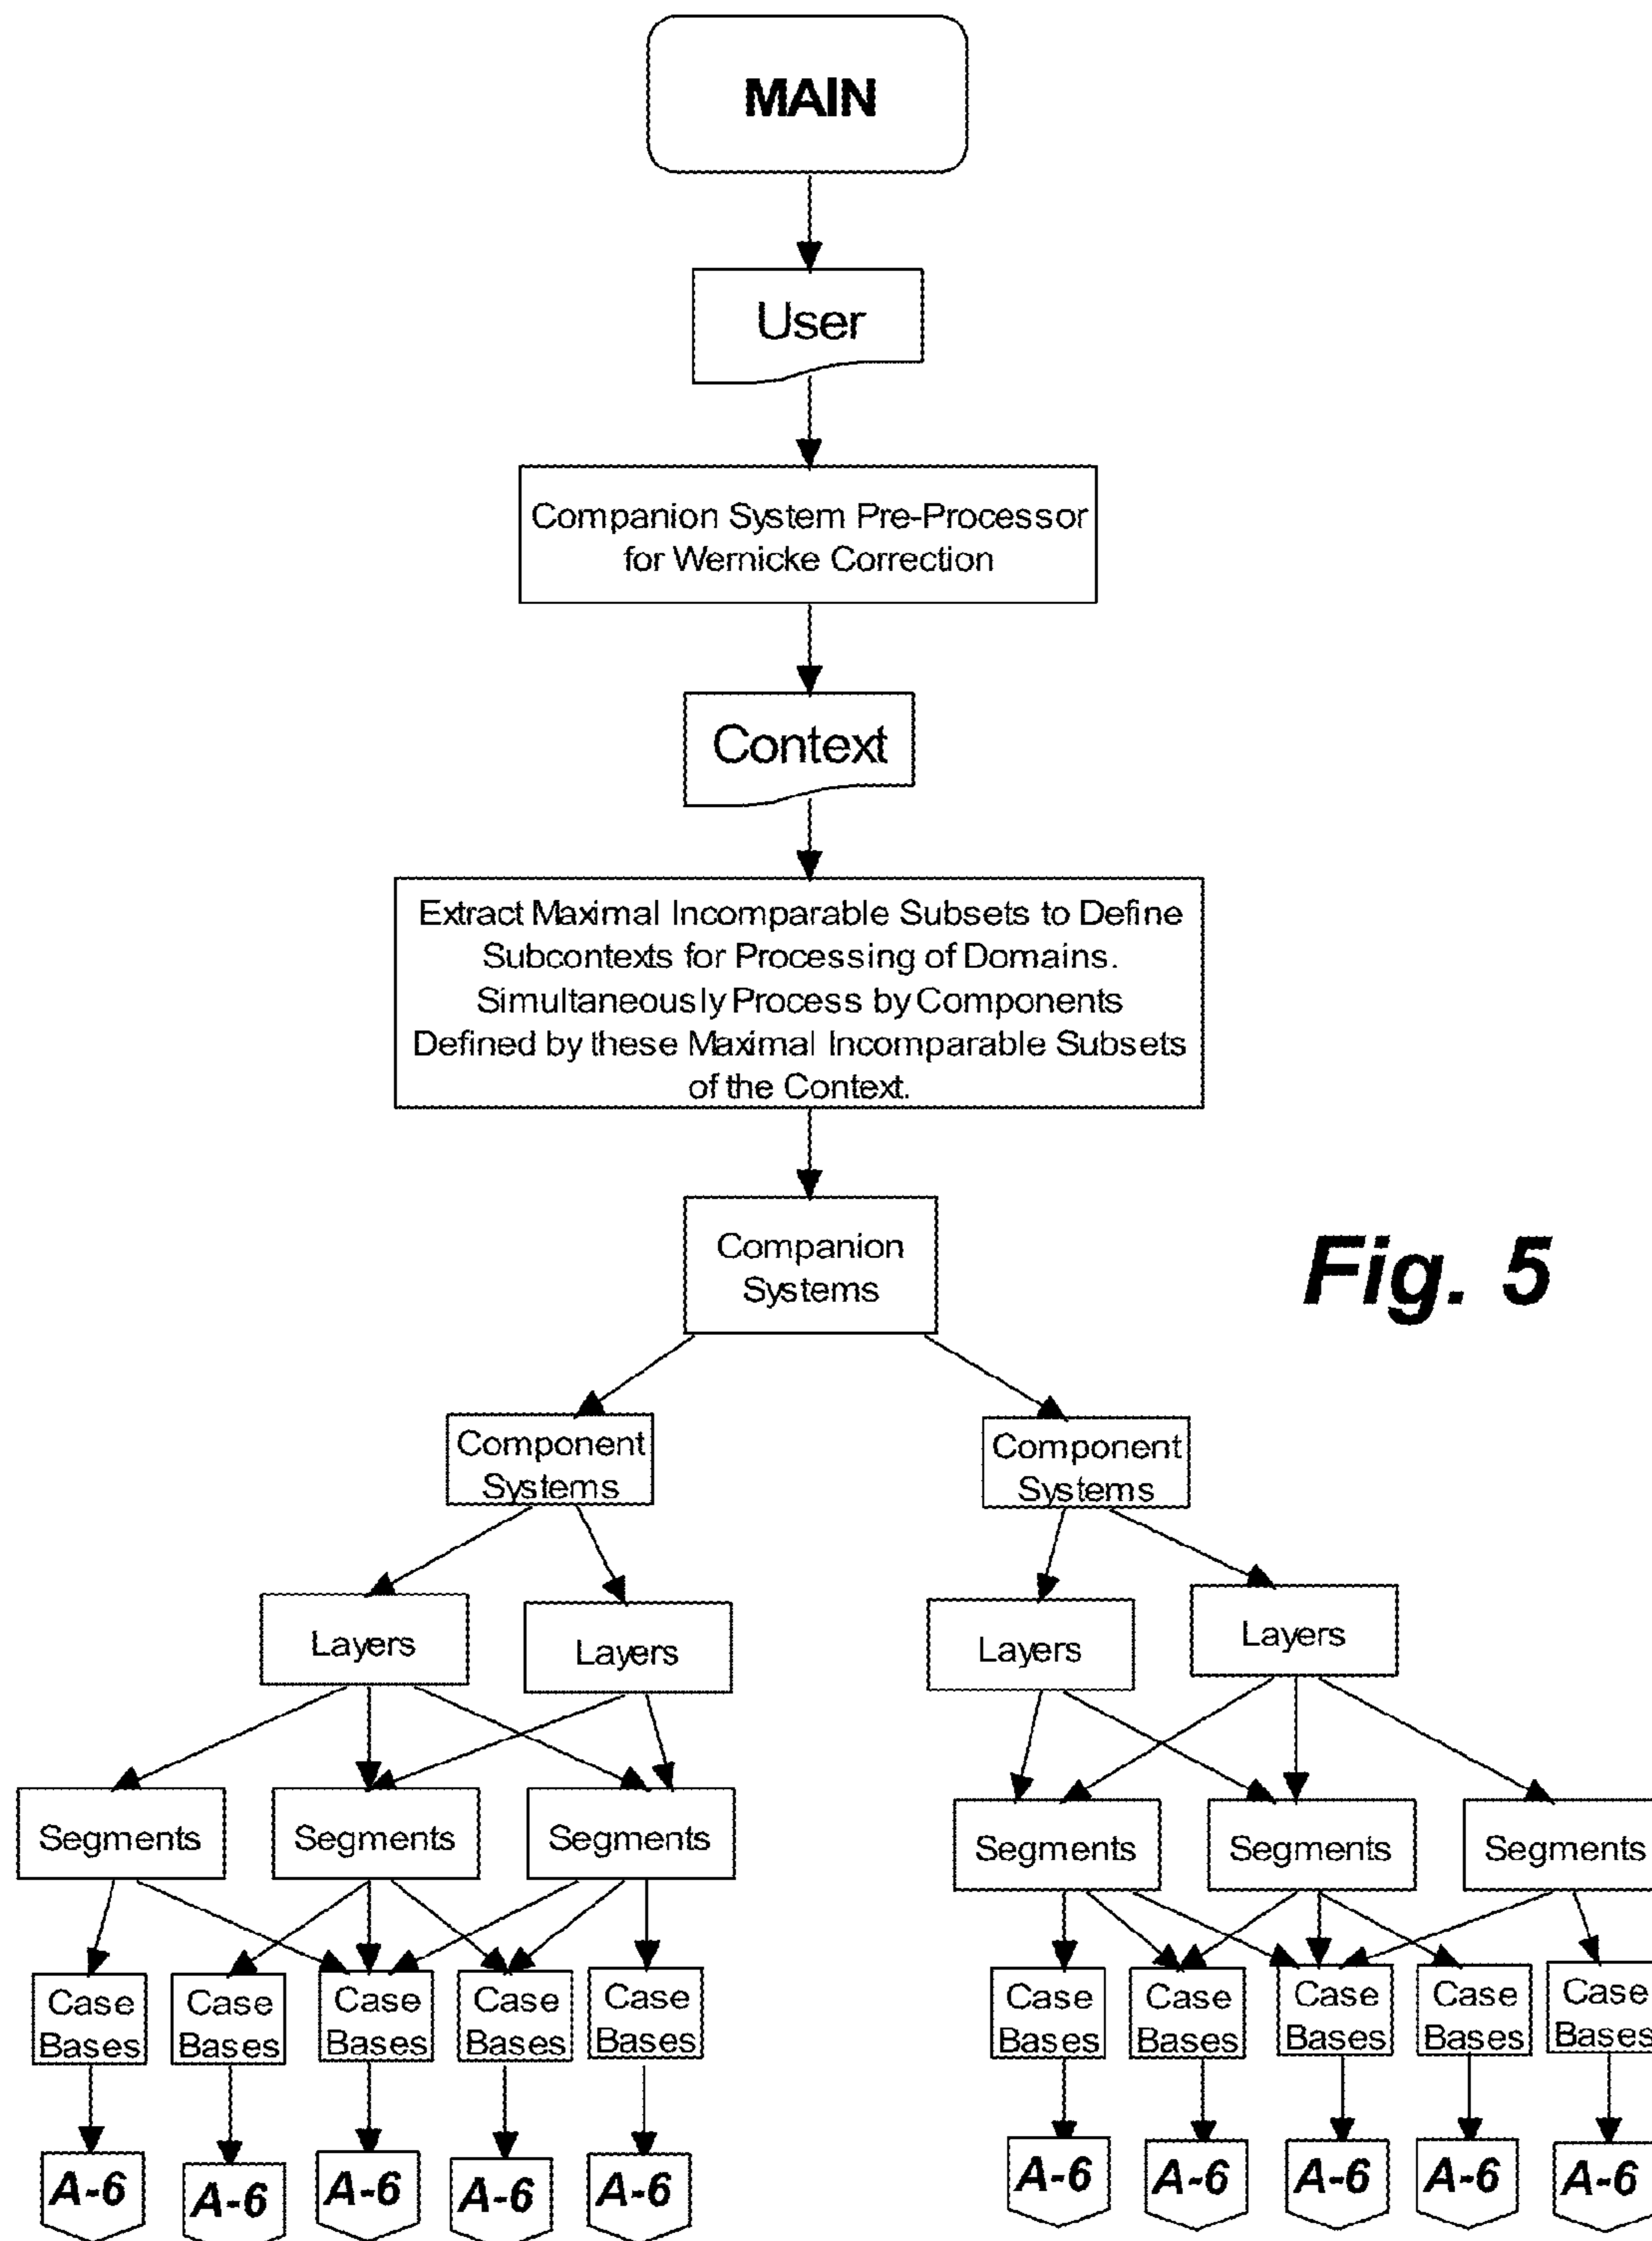 MAIN
User
Companion System Pre-Processor
for Wernicke Correction
Context
Extract Maximal Incomparable Subsets to Define
Subcontexts for Processing of Domains.
Simultaneously Process by Components
Defined by these Maximal Incomparable Subsets
of the Context.
Companion
Systems
Fig. 5
Component
Systems
Component
Systems
Layers
Layers
Layers
Layers
Segments
Segments
Segments
Segments
Segments
Segments
Case
Bases
Case
Bases
Case
Bases
Case
Bases
Case
Bases
Case
Bases
Case
Bases
Case
Bases
Case
Bases
Case
Bases
A-6
A-6
A-6
A-6
A-6
A-6
A-6
A-6
A-6
A-6